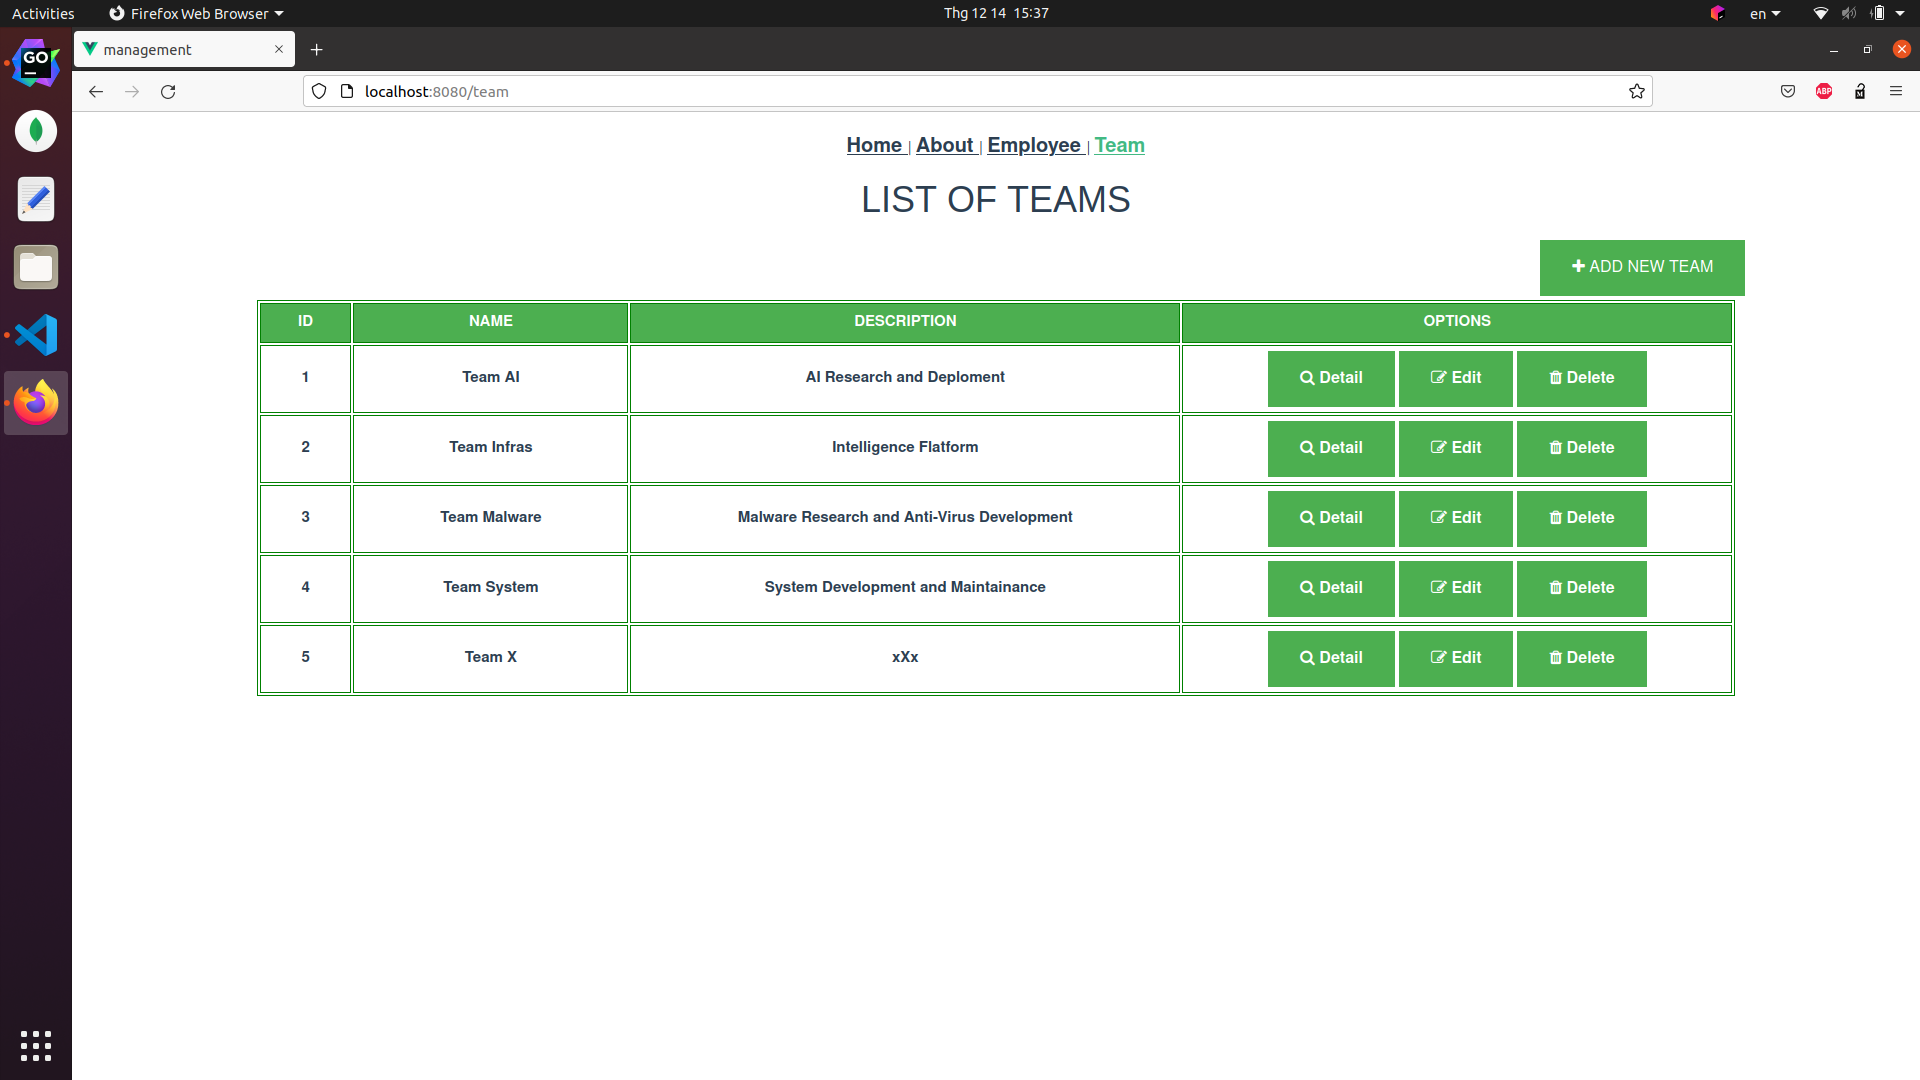 Activities Firefox Web Browser Thg 12 14 15:37 en
GO
management
localhost:8080/team
ABP
M
Home | About | Employee | Team
LIST OF TEAMS
ADD NEW TEAM
ID NAME DESCRIPTION OPTIONS
1 Team AI AI Research and Deploment Detail Edit Delete
2 Team Infras Intelligence Flatform Detail Edit Delete
3 Team Malware Malware Research and Anti-Virus Development Detail Edit Delete
4 Team System System Development and Maintainance Detail Edit Delete
5 Team X xXx Detail Edit Delete